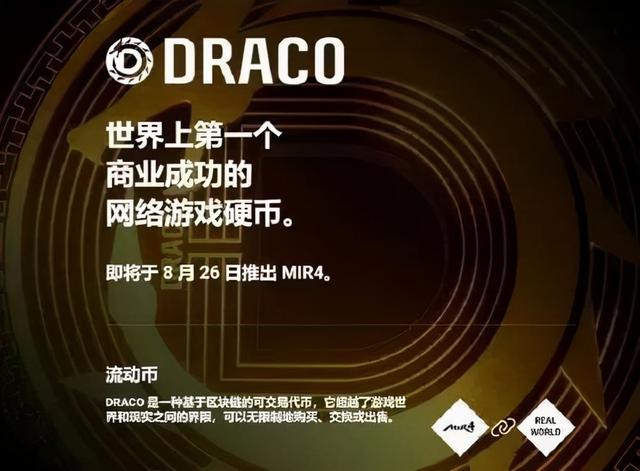 DRACO
世界上第一个
商业成功的
网络游戏硬币。
即将于 8 月 26 日推出 MIR4。
流动币
DRACO 是一种基于区块链的可交易代币，它超越了游戏世
界和现实之间的界限，可以无限制地购买、交换或出售。
MIR4
REAL
WORLD